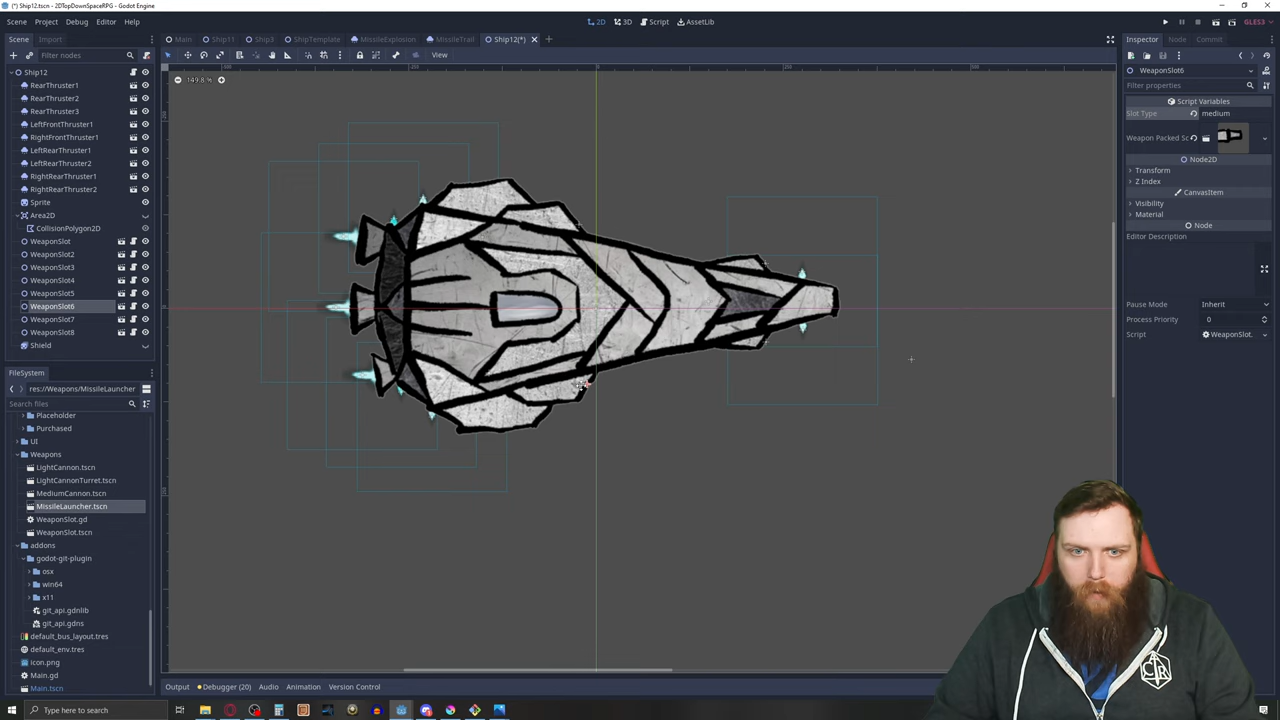 (*) Ship12.tscn - 2DTopDownSpaceRPG - Godot Engine
Scene Project Debug Editor Help
2D 3D Script AssetLib
GLES3
Scene Import
Main Ship11 Ship3 ShipTemplate MissileExplosion MissileTrail Ship12(*)
Inspector Node Commit
Filter nodes
View
Ship12
RearThruster1
RearThruster2
RearThruster3
LeftFrontThruster1
RightFrontThruster1
LeftRearThruster1
LeftRearThruster2
RightRearThruster1
RightRearThruster2
Sprite
Area2D
CollisionPolygon2D
WeaponSlot
WeaponSlot2
WeaponSlot3
WeaponSlot4
WeaponSlot5
WeaponSlot6
WeaponSlot7
WeaponSlot8
Shield
149.8 %
WeaponSlot6
Filter properties
Script Variables
Slot Type medium
Weapon Packed Sc
Node2D
Transform
Z Index
CanvasItem
Visibility
Material
Node
Editor Description
Pause Mode Inherit
Process Priority 0
Script WeaponSlot.
FileSystem
res://Weapons/MissileLauncher
Search files
Placeholder
Purchased
UI
Weapons
LightCannon.tscn
LightCannonTurret.tscn
MediumCannon.tscn
MissileLauncher.tscn
WeaponSlot.gd
WeaponSlot.tscn
addons
godot-git-plugin
osx
win64
x11
git_api.gdnlib
git_api.gdns
default_bus_layout.tres
default_env.tres
icon.png
Main.gd
Main.tscn
Output Debugger (20) Audio Animation Version Control
Type here to search